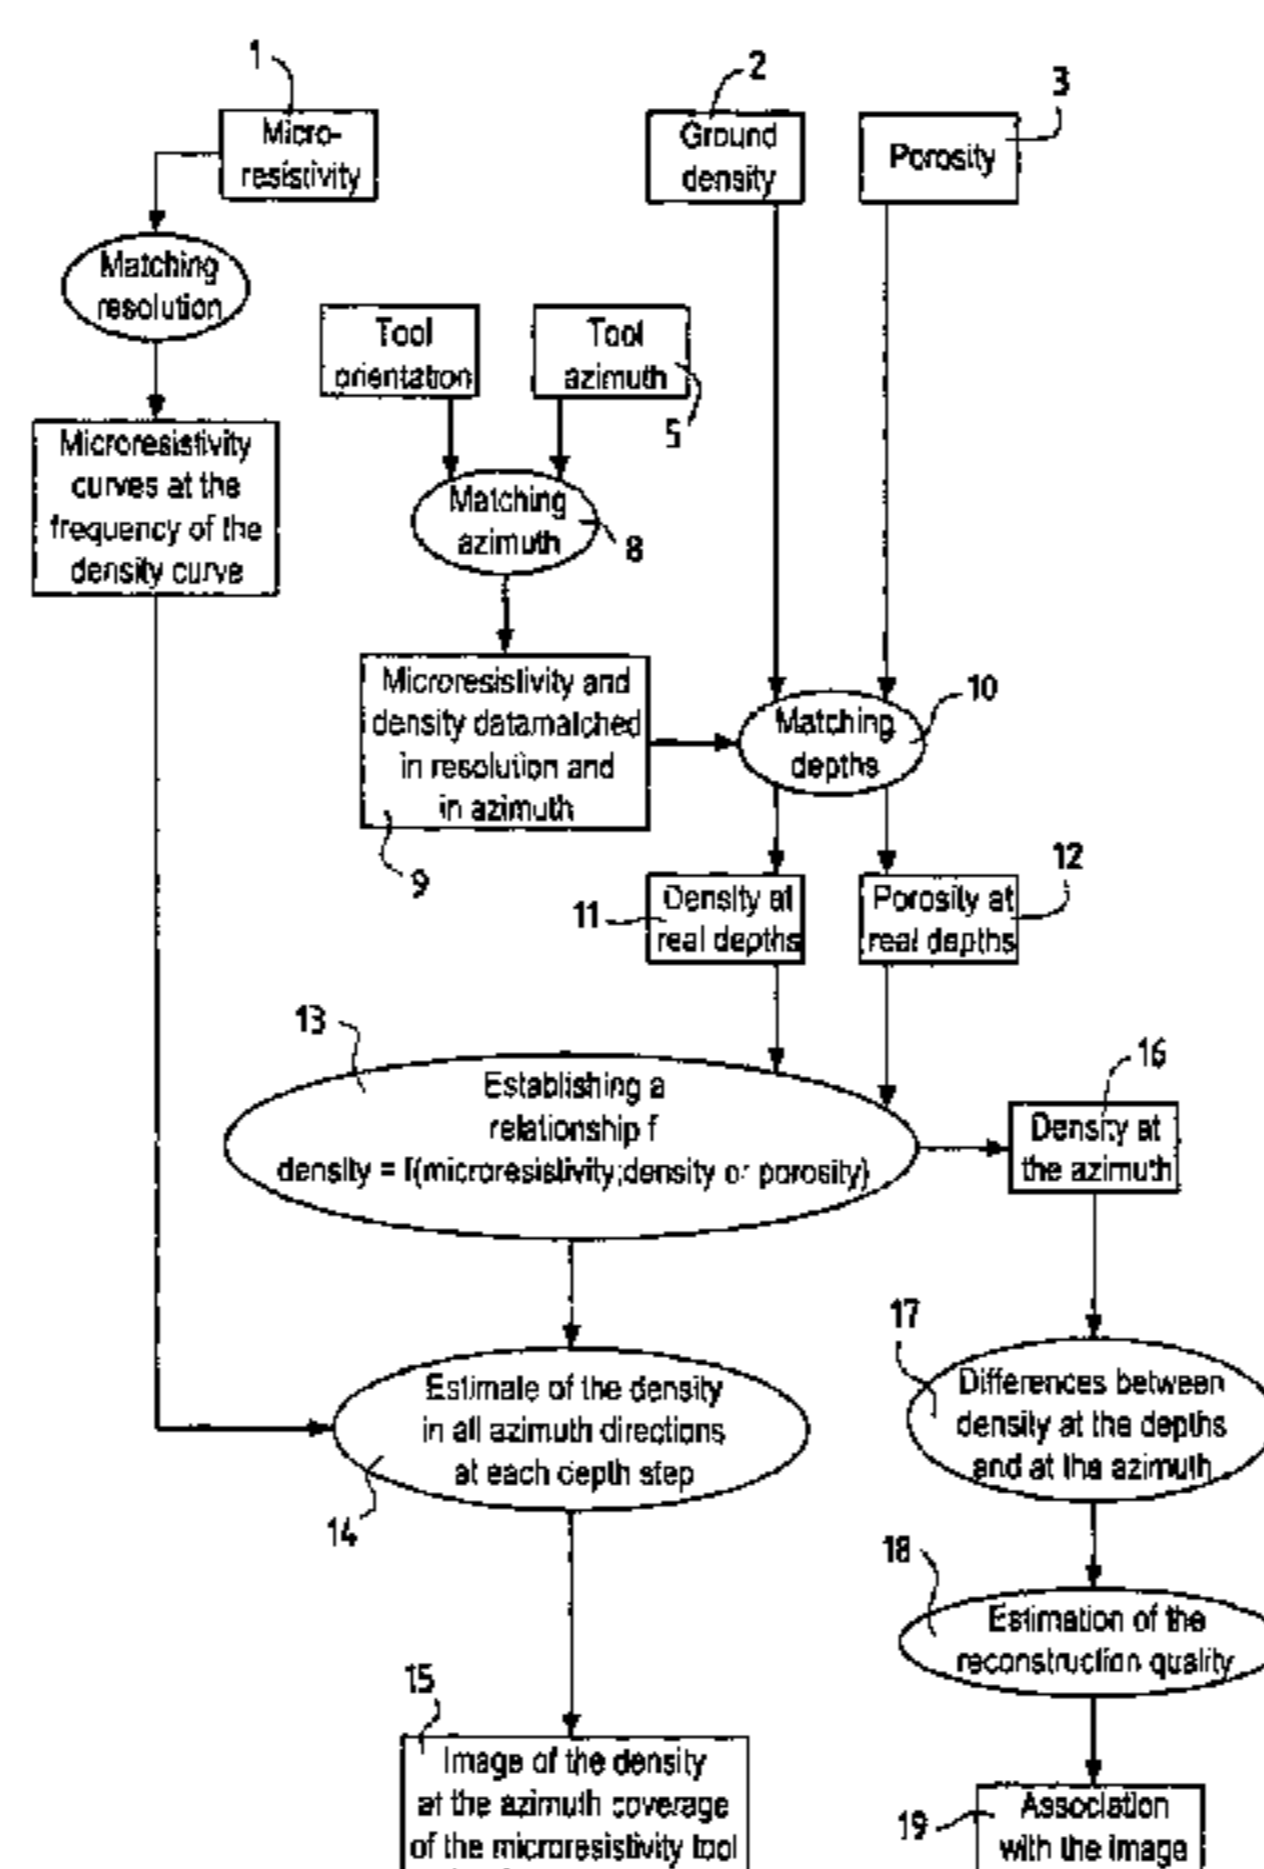 1
Micro-
resistivity
2
Ground
density
3
Porosity
Matching
resolution
Tool
orientation
Tool
azimuth
5
Microresistivity
curves at the
frequency of the
density curve
Matching
azimuth
8
Microresistivity and
density datamatched
in resolution and
in azimuth
9
Matching
depths
10
11
Density at
real depths
12
Porosity at
real depths
13
Establishing a
relationship f
density = f(microresistivity;density or porosity)
16
Density at
the azimuth
17
Differences between
density at the depths
and at the azimuth
Estimate of the density
in all azimuth directions
at each depth step
14
18
Estimation of the
reconstruction quality
15
Image of the density
at the azimuth coverage
of the microresistivity tool
19
Association
with the image